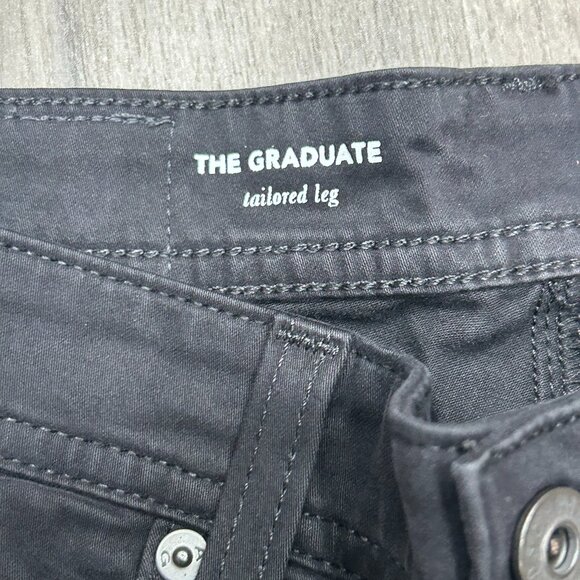 THE GRADUATE
tailored leg
A
G